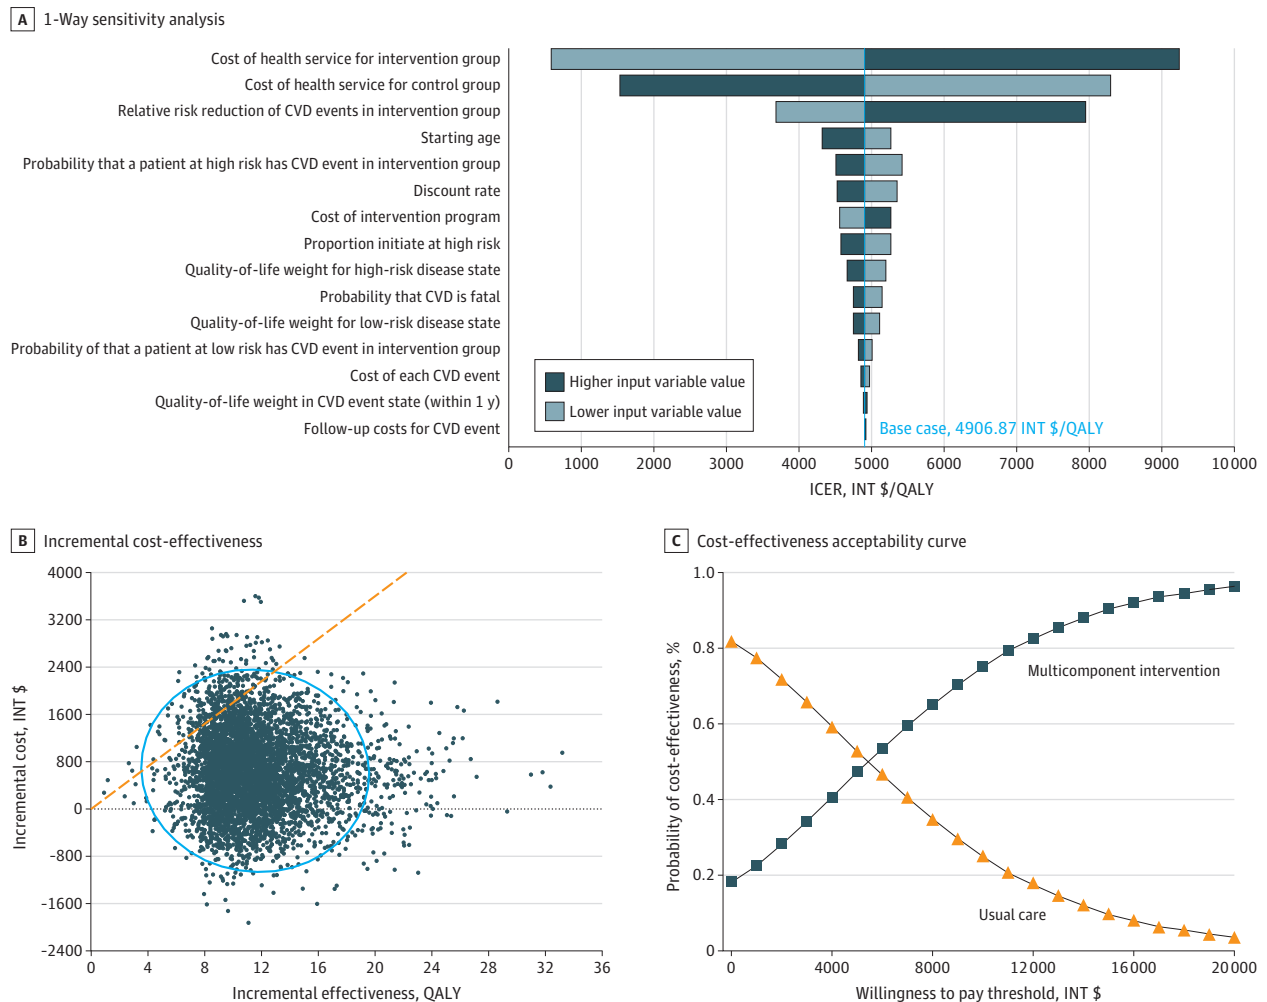 A 1-Way sensitivity analysis
Cost of health service for intervention group
Cost of health service for control group
Relative risk reduction of CVD events in intervention group
Starting age
Probability that a patient at high risk has CVD event in intervention group
Discount rate
Cost of intervention program
Proportion initiate at high risk
Quality-of-life weight for high-risk disease state
Probability that CVD is fatal
Quality-of-life weight for low-risk disease state
Probability of that a patient at low risk has CVD event in intervention group
Cost of each CVD event
Quality-of-life weight in CVD event state (within 1 y)
Follow-up costs for CVD event
Higher input variable value
Lower input variable value
Base case, 4906.87 INT $/QALY
0 1000 2000 3000 4000 5000 6000 7000 8000 9000 10000
ICER, INT $/QALY
B Incremental cost-effectiveness
4000
3200
2400
1600
800
0
-800
-1600
-2400
Incremental cost, INT $
0 4 8 12 16 20 24 28 32 36
Incremental effectiveness, QALY
C Cost-effectiveness acceptability curve
1.0
0.8
0.6
0.4
0.2
0
Probability of cost-effectiveness, %
Multicomponent intervention
Usual care
0 4000 8000 12000 16000 20000
Willingness to pay threshold, INT $